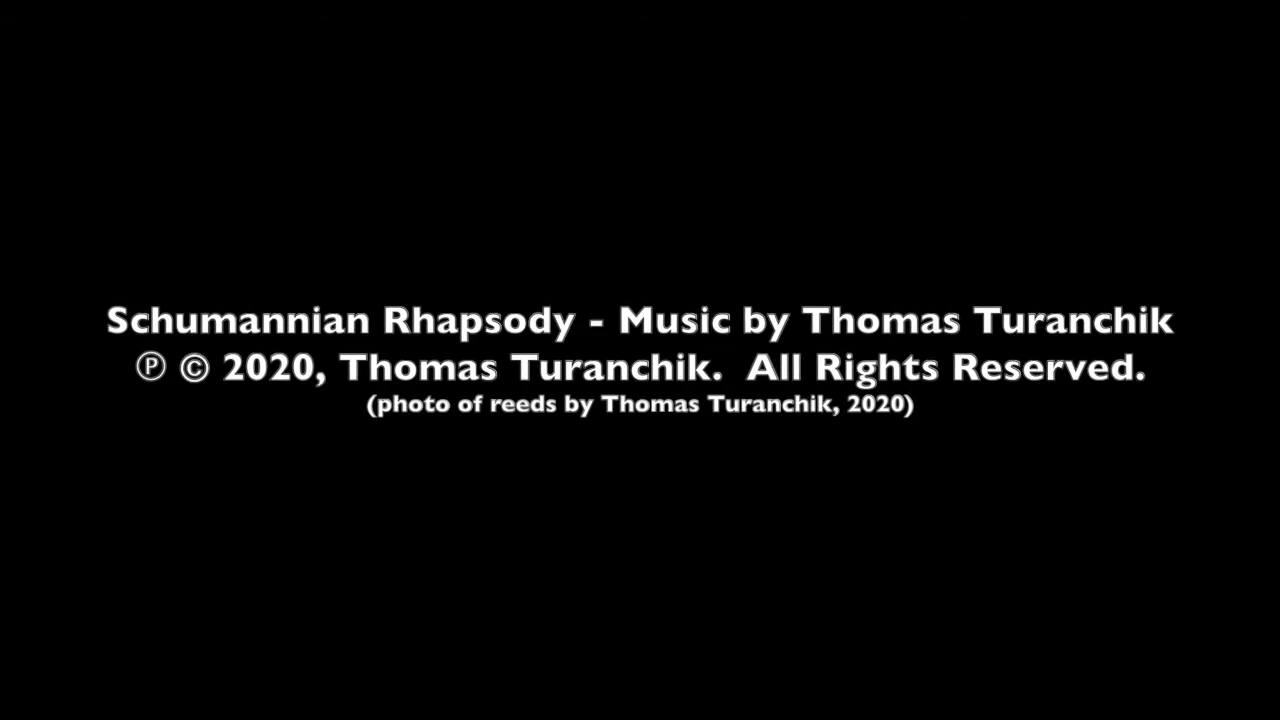 Schumannian Rhapsody - Music by Thomas Turanchik
℗ © 2020, Thomas Turanchik.  All Rights Reserved.
(photo of reeds by Thomas Turanchik, 2020)